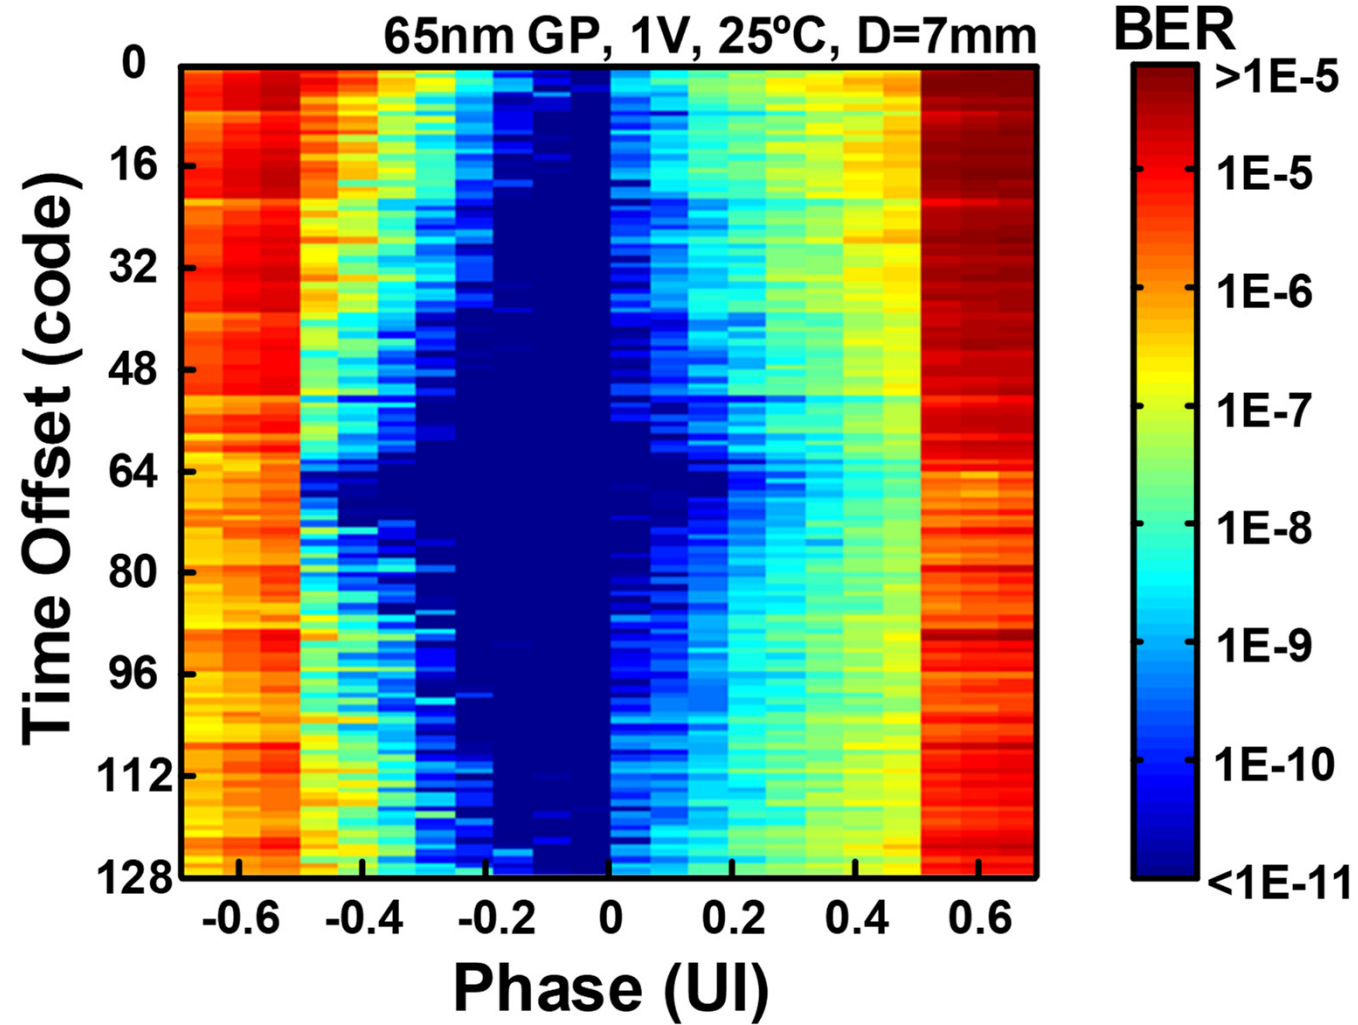 65nm GP, 1V, 25ºC, D=7mm
BER
0
16
32
48
64
80
96
112
128
Time Offset (code)
-0.6
-0.4
-0.2
0
0.2
0.4
0.6
Phase (UI)
>1E-5
1E-5
1E-6
1E-7
1E-8
1E-9
1E-10
<1E-11